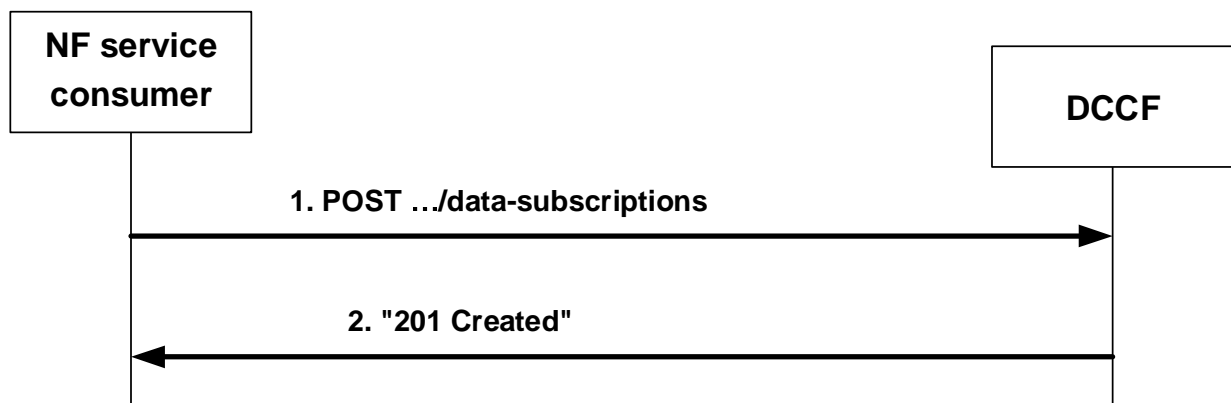 NF service
consumer
DCCF
1. POST …/data-subscriptions
2. "201 Created"